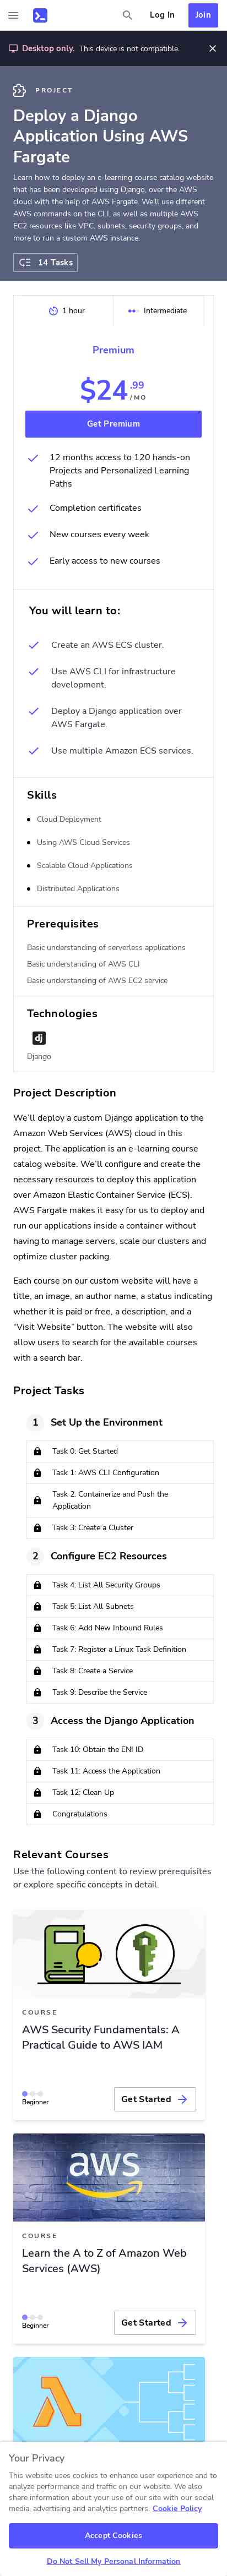 Log In
Join
Desktop only. This device is not compatible.
PROJECT
Deploy a Django
Application Using AWS
Fargate
Learn how to deploy an e-learning course catalog website
that has been developed using Django, over the AWS
cloud with the help of AWS Fargate. We'll use different
AWS commands on the CLI, as well as multiple AWS
EC2 resources like VPC, subnets, security groups, and
more to run a custom AWS instance.
14 Tasks
1 hour
Intermediate
Premium
$24 .99
/ MO
Get Premium
12 months access to 120 hands-on
Projects and Personalized Learning
Paths
Completion certificates
New courses every week
Early access to new courses
You will learn to:
Create an AWS ECS cluster.
Use AWS CLI for infrastructure
development.
Deploy a Django application over
AWS Fargate.
Use multiple Amazon ECS services.
Skills
Cloud Deployment
Using AWS Cloud Services
Scalable Cloud Applications
Distributed Applications
Prerequisites
Basic understanding of serverless applications
Basic understanding of AWS CLI
Basic understanding of AWS EC2 service
Technologies
dj
Django
Project Description
We'll deploy a custom Django application to the
Amazon Web Services (AWS) cloud in this
project. The application is an e-learning course
catalog website. We'll configure and create the
necessary resources to deploy this application
over Amazon Elastic Container Service (ECS).
AWS Fargate makes it easy for us to deploy and
run our applications inside a container without
having to manage servers, scale our clusters and
optimize cluster packing.
Each course on our custom website will have a
title, an image, an author name, a status indicating
whether it is paid or free, a description, and a
"Visit Website" button. The website will also
allow users to search for the available courses
with a search bar.
Project Tasks
1 Set Up the Environment
Task 0: Get Started
Task 1: AWS CLI Configuration
Task 2: Containerize and Push the
Application
Task 3: Create a Cluster
2 Configure EC2 Resources
Task 4: List All Security Groups
Task 5: List All Subnets
Task 6: Add New Inbound Rules
Task 7: Register a Linux Task Definition
Task 8: Create a Service
Task 9: Describe the Service
3 Access the Django Application
Task 10: Obtain the ENI ID
Task 11: Access the Application
Task 12: Clean Up
Congratulations
Relevant Courses
Use the following content to review prerequisites
or explore specific concepts in detail.
COURSE
AWS Security Fundamentals: A
Practical Guide to AWS IAM
Beginner
Get Started
aws
COURSE
Learn the A to Z of Amazon Web
Services (AWS)
Beginner
Get Started
Your Privacy
This website uses cookies to enhance user experience and to
analyze performance and traffic on our website. We also
share information about your use of our site with our social
media, advertising and analytics partners. Cookie Policy
Accept Cookies
Do Not Sell My Personal Information